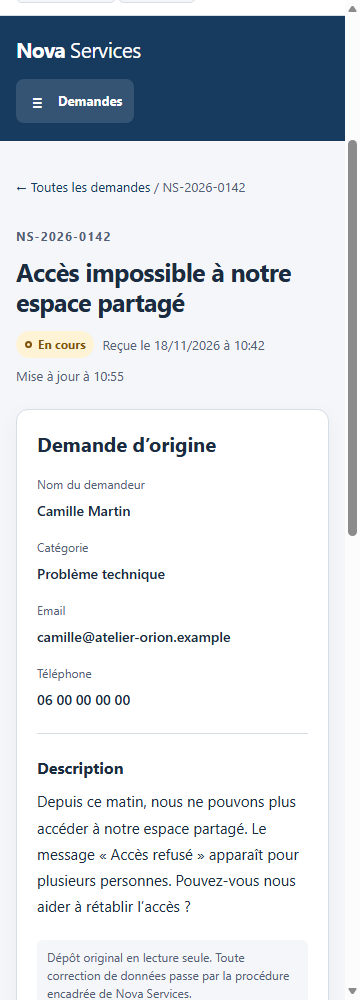 Nova Services
Demandes
← Toutes les demandes / NS-2026-0142
NS-2026-0142
Accès impossible à notre
espace partagé
En cours Reçue le 18/11/2026 à 10:42
Mise à jour à 10:55
Demande d’origine
Nom du demandeur
Camille Martin
Catégorie
Problème technique
Email
camille@atelier-orion.example
Téléphone
06 00 00 00 00
Description
Depuis ce matin, nous ne pouvons plus
accéder à notre espace partagé. Le
message « Accès refusé » apparaît pour
plusieurs personnes. Pouvez-vous nous
aider à rétablir l’accès ?
Dépôt original en lecture seule. Toute
correction de données passe par la procédure
encadrée de Nova Services.